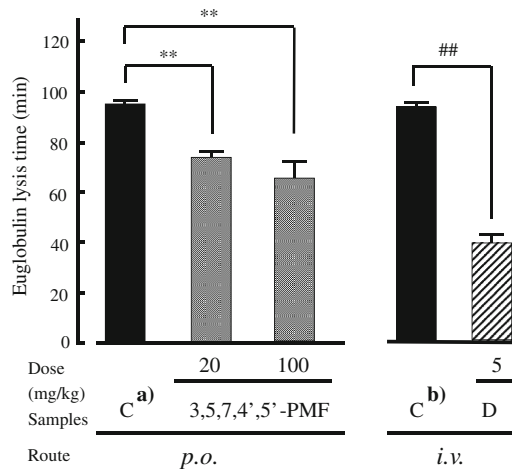 **
**
##
Euglobulin lysis time (min)
120
100
80
60
40
20
0
Dose (mg/kg) 20 100 5
Samples C a) 3,5,7,4',5'-PMF C b) D
Route p.o. i.v.